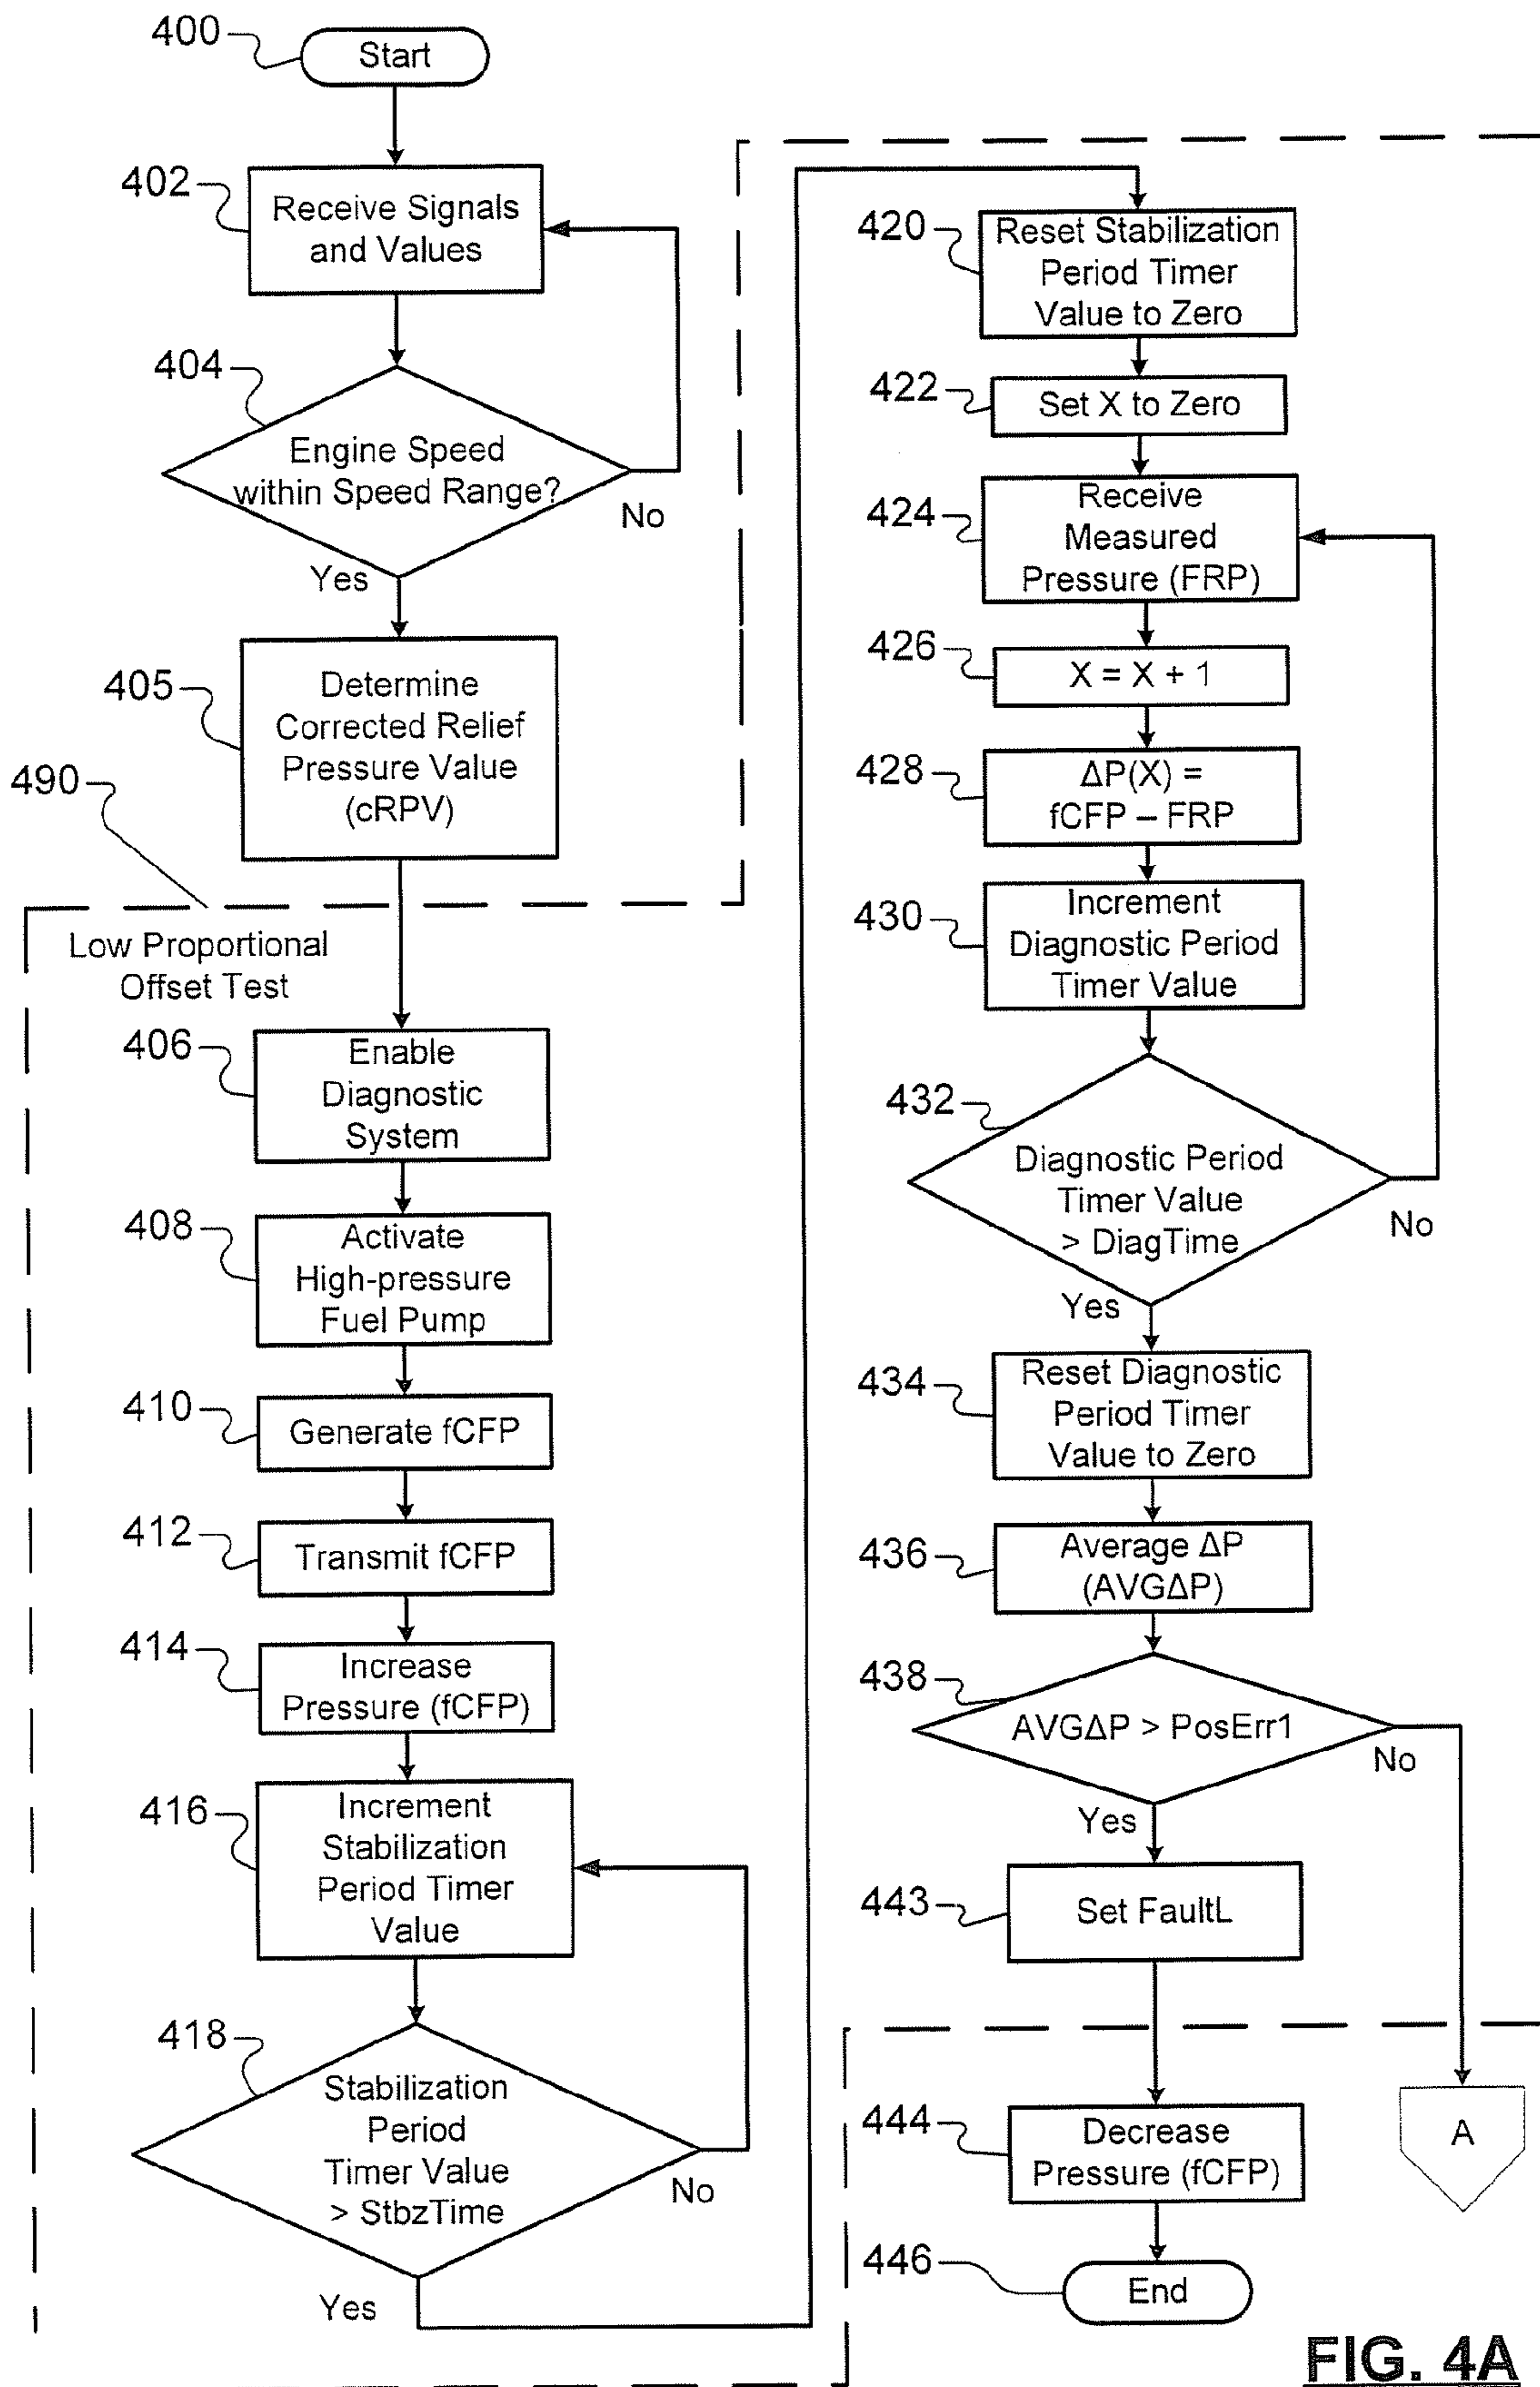 400
Start
402
Receive Signals
and Values
404
Engine Speed
within Speed Range?
No
Yes
405
Determine
Corrected Relief
Pressure Value
(cRPV)
490
Low Proportional
Offset Test
406
Enable
Diagnostic
System
408
Activate
High-pressure
Fuel Pump
410
Generate fCFP
412
Transmit fCFP
414
Increase
Pressure (fCFP)
416
Increment
Stabilization
Period Timer
Value
418
Stabilization
Period
Timer Value
> StbzTime
No
Yes
420
Reset Stabilization
Period Timer
Value to Zero
422
Set X to Zero
424
Receive
Measured
Pressure (FRP)
426
X = X + 1
428
ΔP(X) =
fCFP – FRP
430
Increment
Diagnostic Period
Timer Value
432
Diagnostic Period
Timer Value
> DiagTime
No
Yes
434
Reset Diagnostic
Period Timer
Value to Zero
436
Average ΔP
(AVGΔP)
438
AVGΔP > PosErr1
No
Yes
443
Set FaultL
444
Decrease
Pressure (fCFP)
A
446
End
FIG. 4A